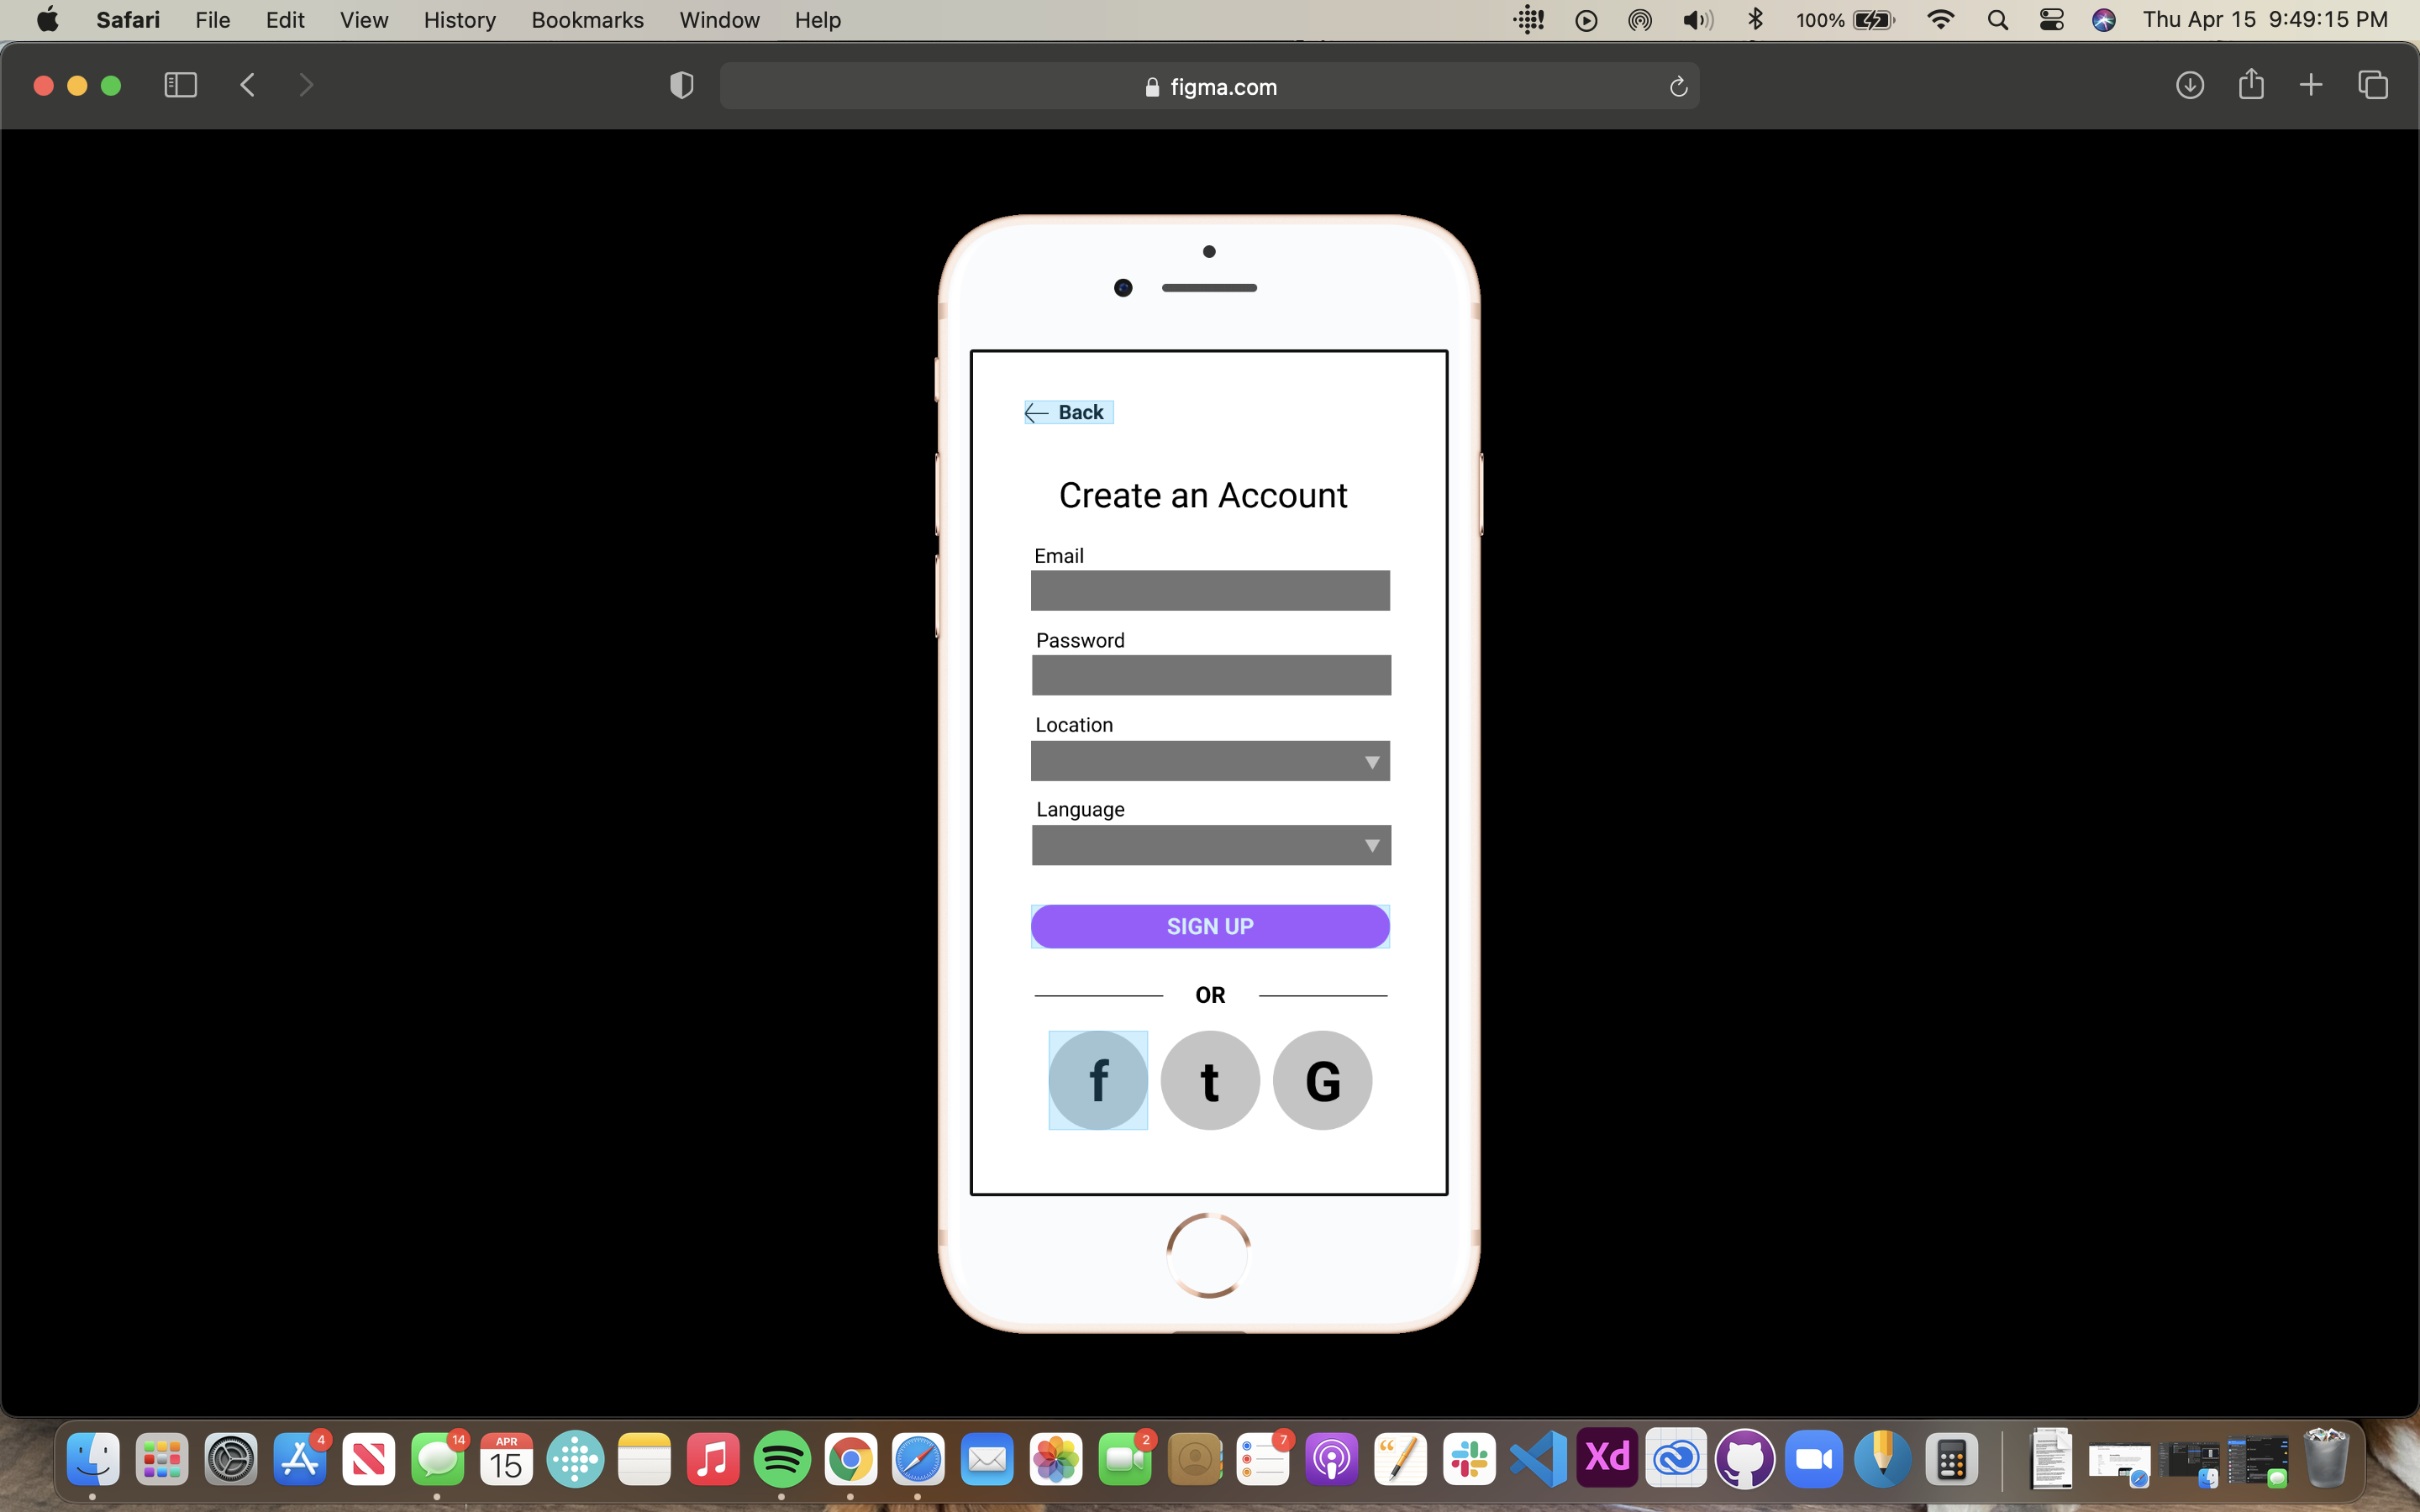 Safari File Edit View History Bookmarks Window Help 100% Thu Apr 15 9:49:15 PM
figma.com
Back
Create an Account
Email
Password
Location
Language
SIGN UP
OR
f t G
4 14 APR 15 2 7 Xd